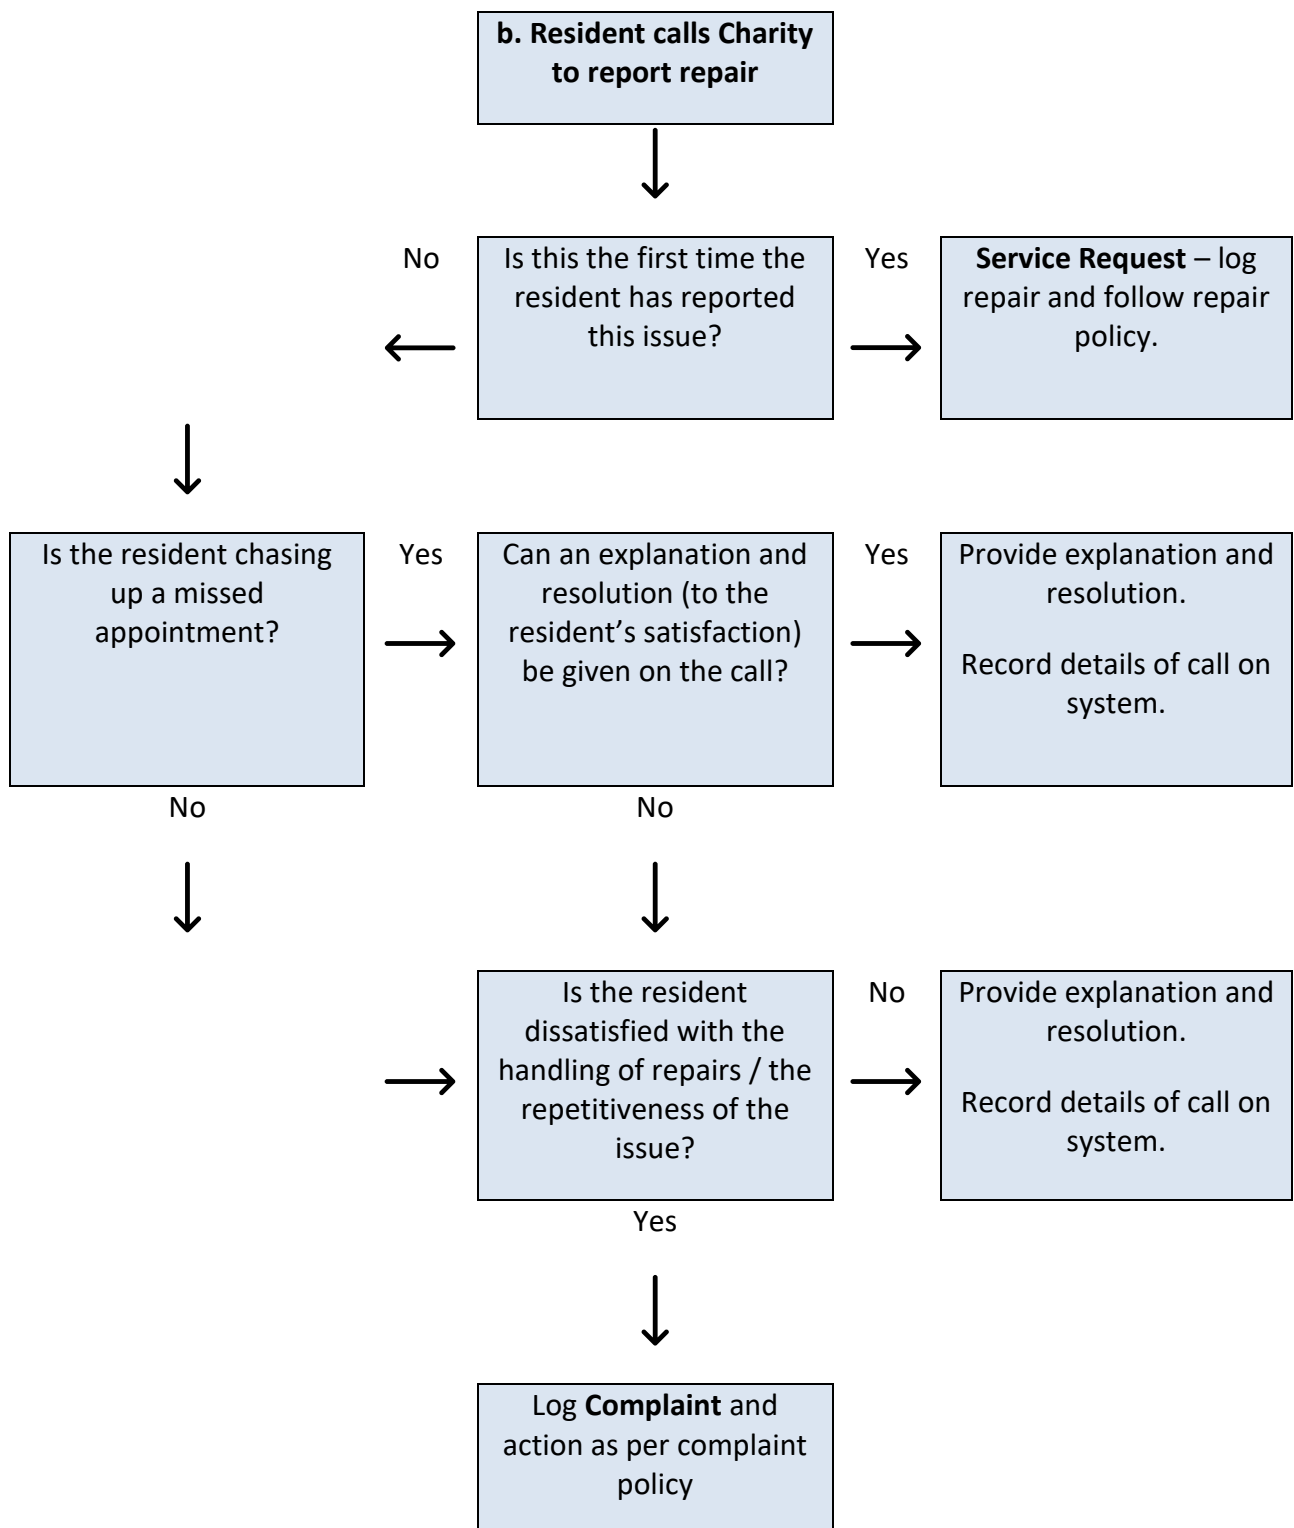 b. Resident calls Charity
to report repair
No
Is this the first time the
resident has reported
this issue?
Yes
Service Request – log
repair and follow repair
policy.
Is the resident chasing
up a missed
appointment?
Yes
Can an explanation and
resolution (to the
resident’s satisfaction)
be given on the call?
Yes
Provide explanation and
resolution.
Record details of call on
system.
No
No
Is the resident
dissatisfied with the
handling of repairs / the
repetitiveness of the
issue?
No
Provide explanation and
resolution.
Record details of call on
system.
Yes
Log Complaint and
action as per complaint
policy